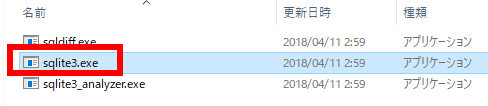 名前 更新日時 種類
sqldiff.exe 2018/04/11 2:59 アプリケーション
sqlite3.exe 2018/04/11 2:59 アプリケーション
sqlite3_analyzer.exe 2018/04/11 2:59 アプリケーション